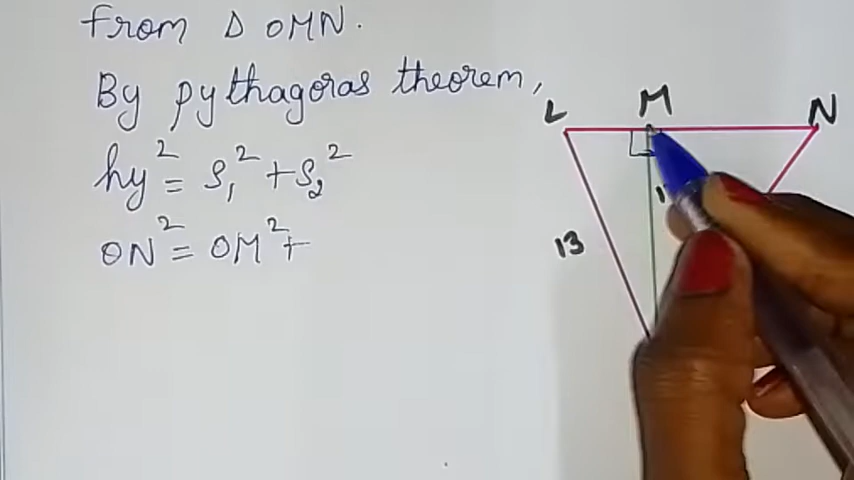 From Δ OMN.
By pythagoras theorem,
hy² = S₁² + S₂²
ON² = OM² +
L
M
N
13